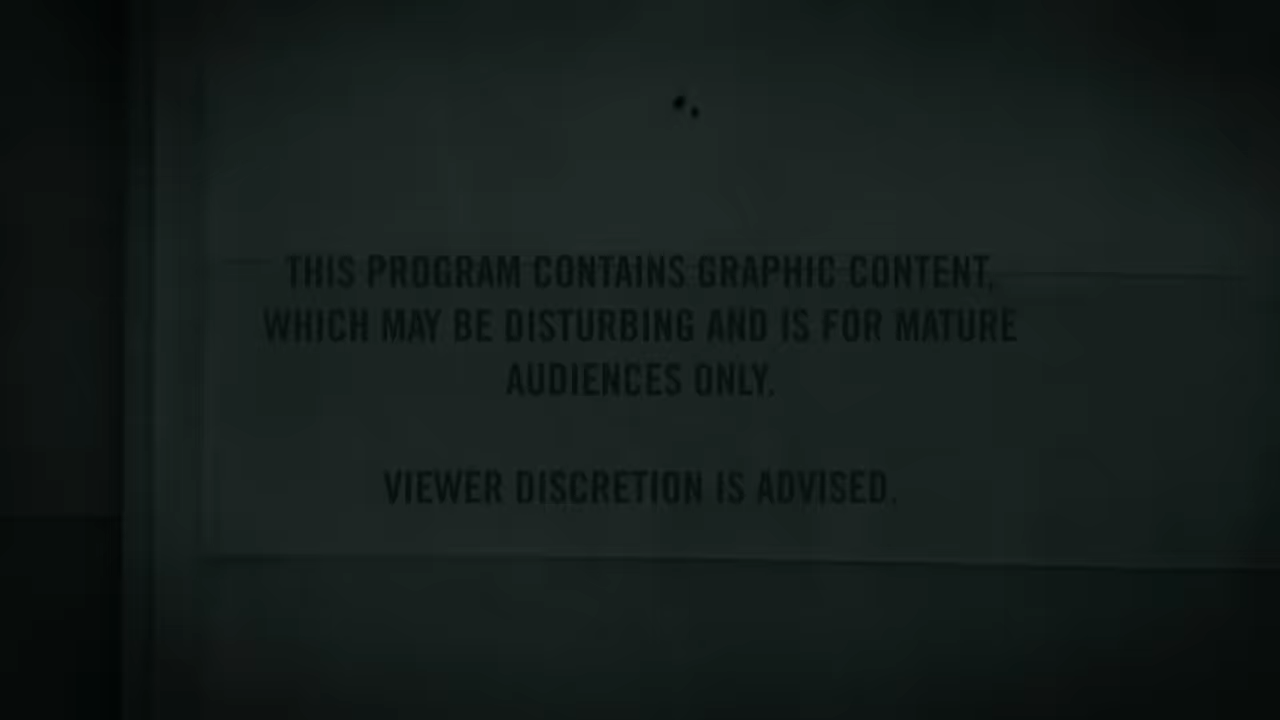 THIS PROGRAM CONTAINS GRAPHIC CONTENT,
WHICH MAY BE DISTURBING AND IS FOR MATURE
AUDIENCES ONLY.
VIEWER DISCRETION IS ADVISED.